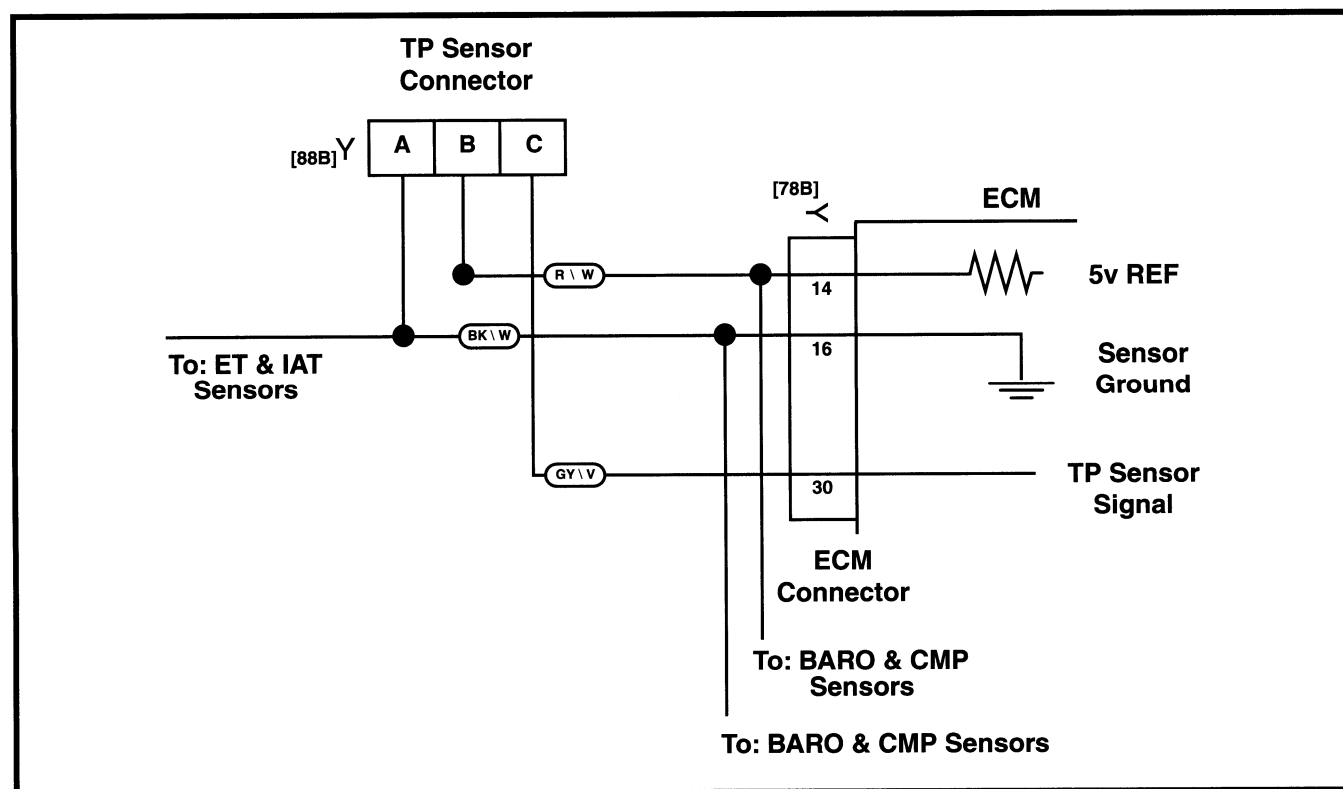 TP Sensor
Connector
[88B]
A B C
[78B]
ECM
R \ W
14
5v REF
BK \ W
16
To: ET & IAT
Sensors
Sensor
Ground
GY \ V
30
TP Sensor
Signal
ECM
Connector
To: BARO & CMP
Sensors
To: BARO & CMP Sensors